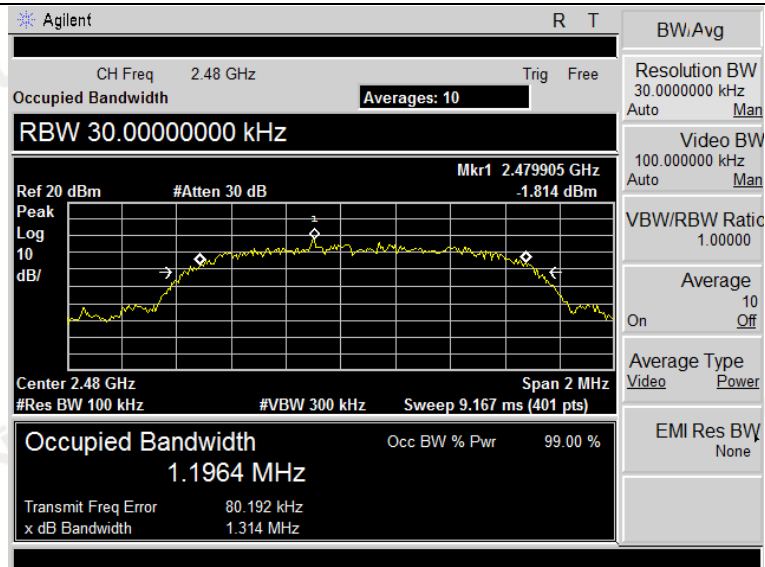 Agilent R T
CH Freq 2.48 GHz Trig Free
Occupied Bandwidth Averages: 10
RBW 30.00000000 kHz
Mkr1 2.479905 GHz
Ref 20 dBm #Atten 30 dB -1.814 dBm
Peak
Log
10
dB/
1
Center 2.48 GHz Span 2 MHz
#Res BW 100 kHz #VBW 300 kHz Sweep 9.167 ms (401 pts)
Occupied Bandwidth Occ BW % Pwr 99.00 %
1.1964 MHz
Transmit Freq Error 80.192 kHz
x dB Bandwidth 1.314 MHz
BW/Avg
Resolution BW
30.0000000 kHz
Auto Man
Video BW
100.000000 kHz
Auto Man
VBW/RBW Ratio
1.00000
Average
10
On Off
Average Type
Video Power
EMI Res BW
None